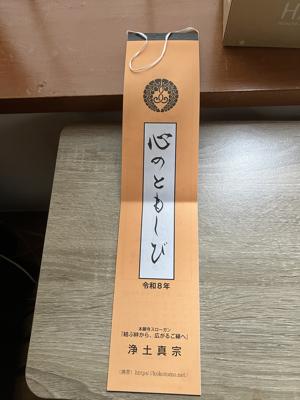 心のともしび
令和8年
本願寺スローガン
「結ぶ絆から、広がるご縁へ」
浄土真宗